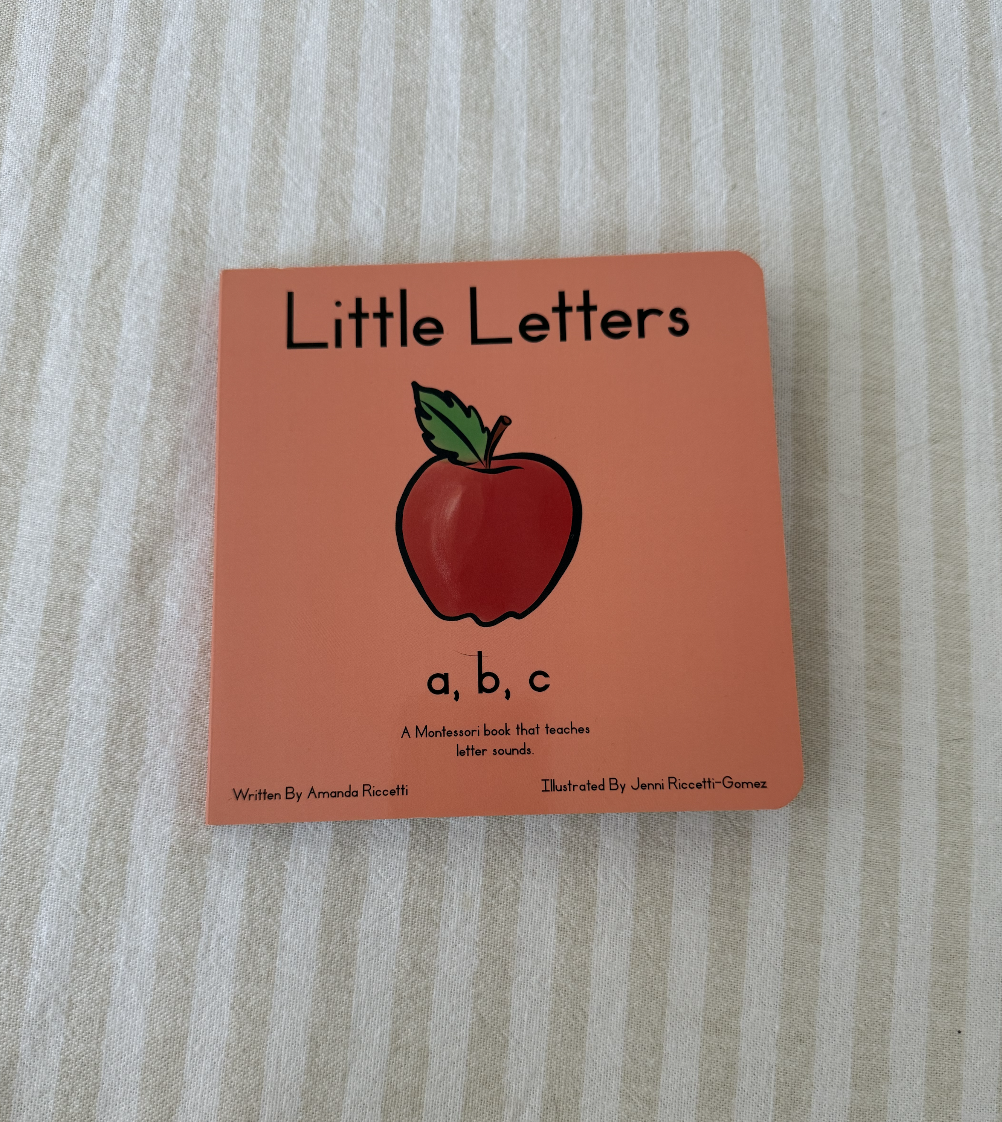 Little Letters
a, b, c
A Montessori book that teaches
letter sounds.
Written By Amanda Riccetti
Illustrated By Jenni Riccetti-Gomez